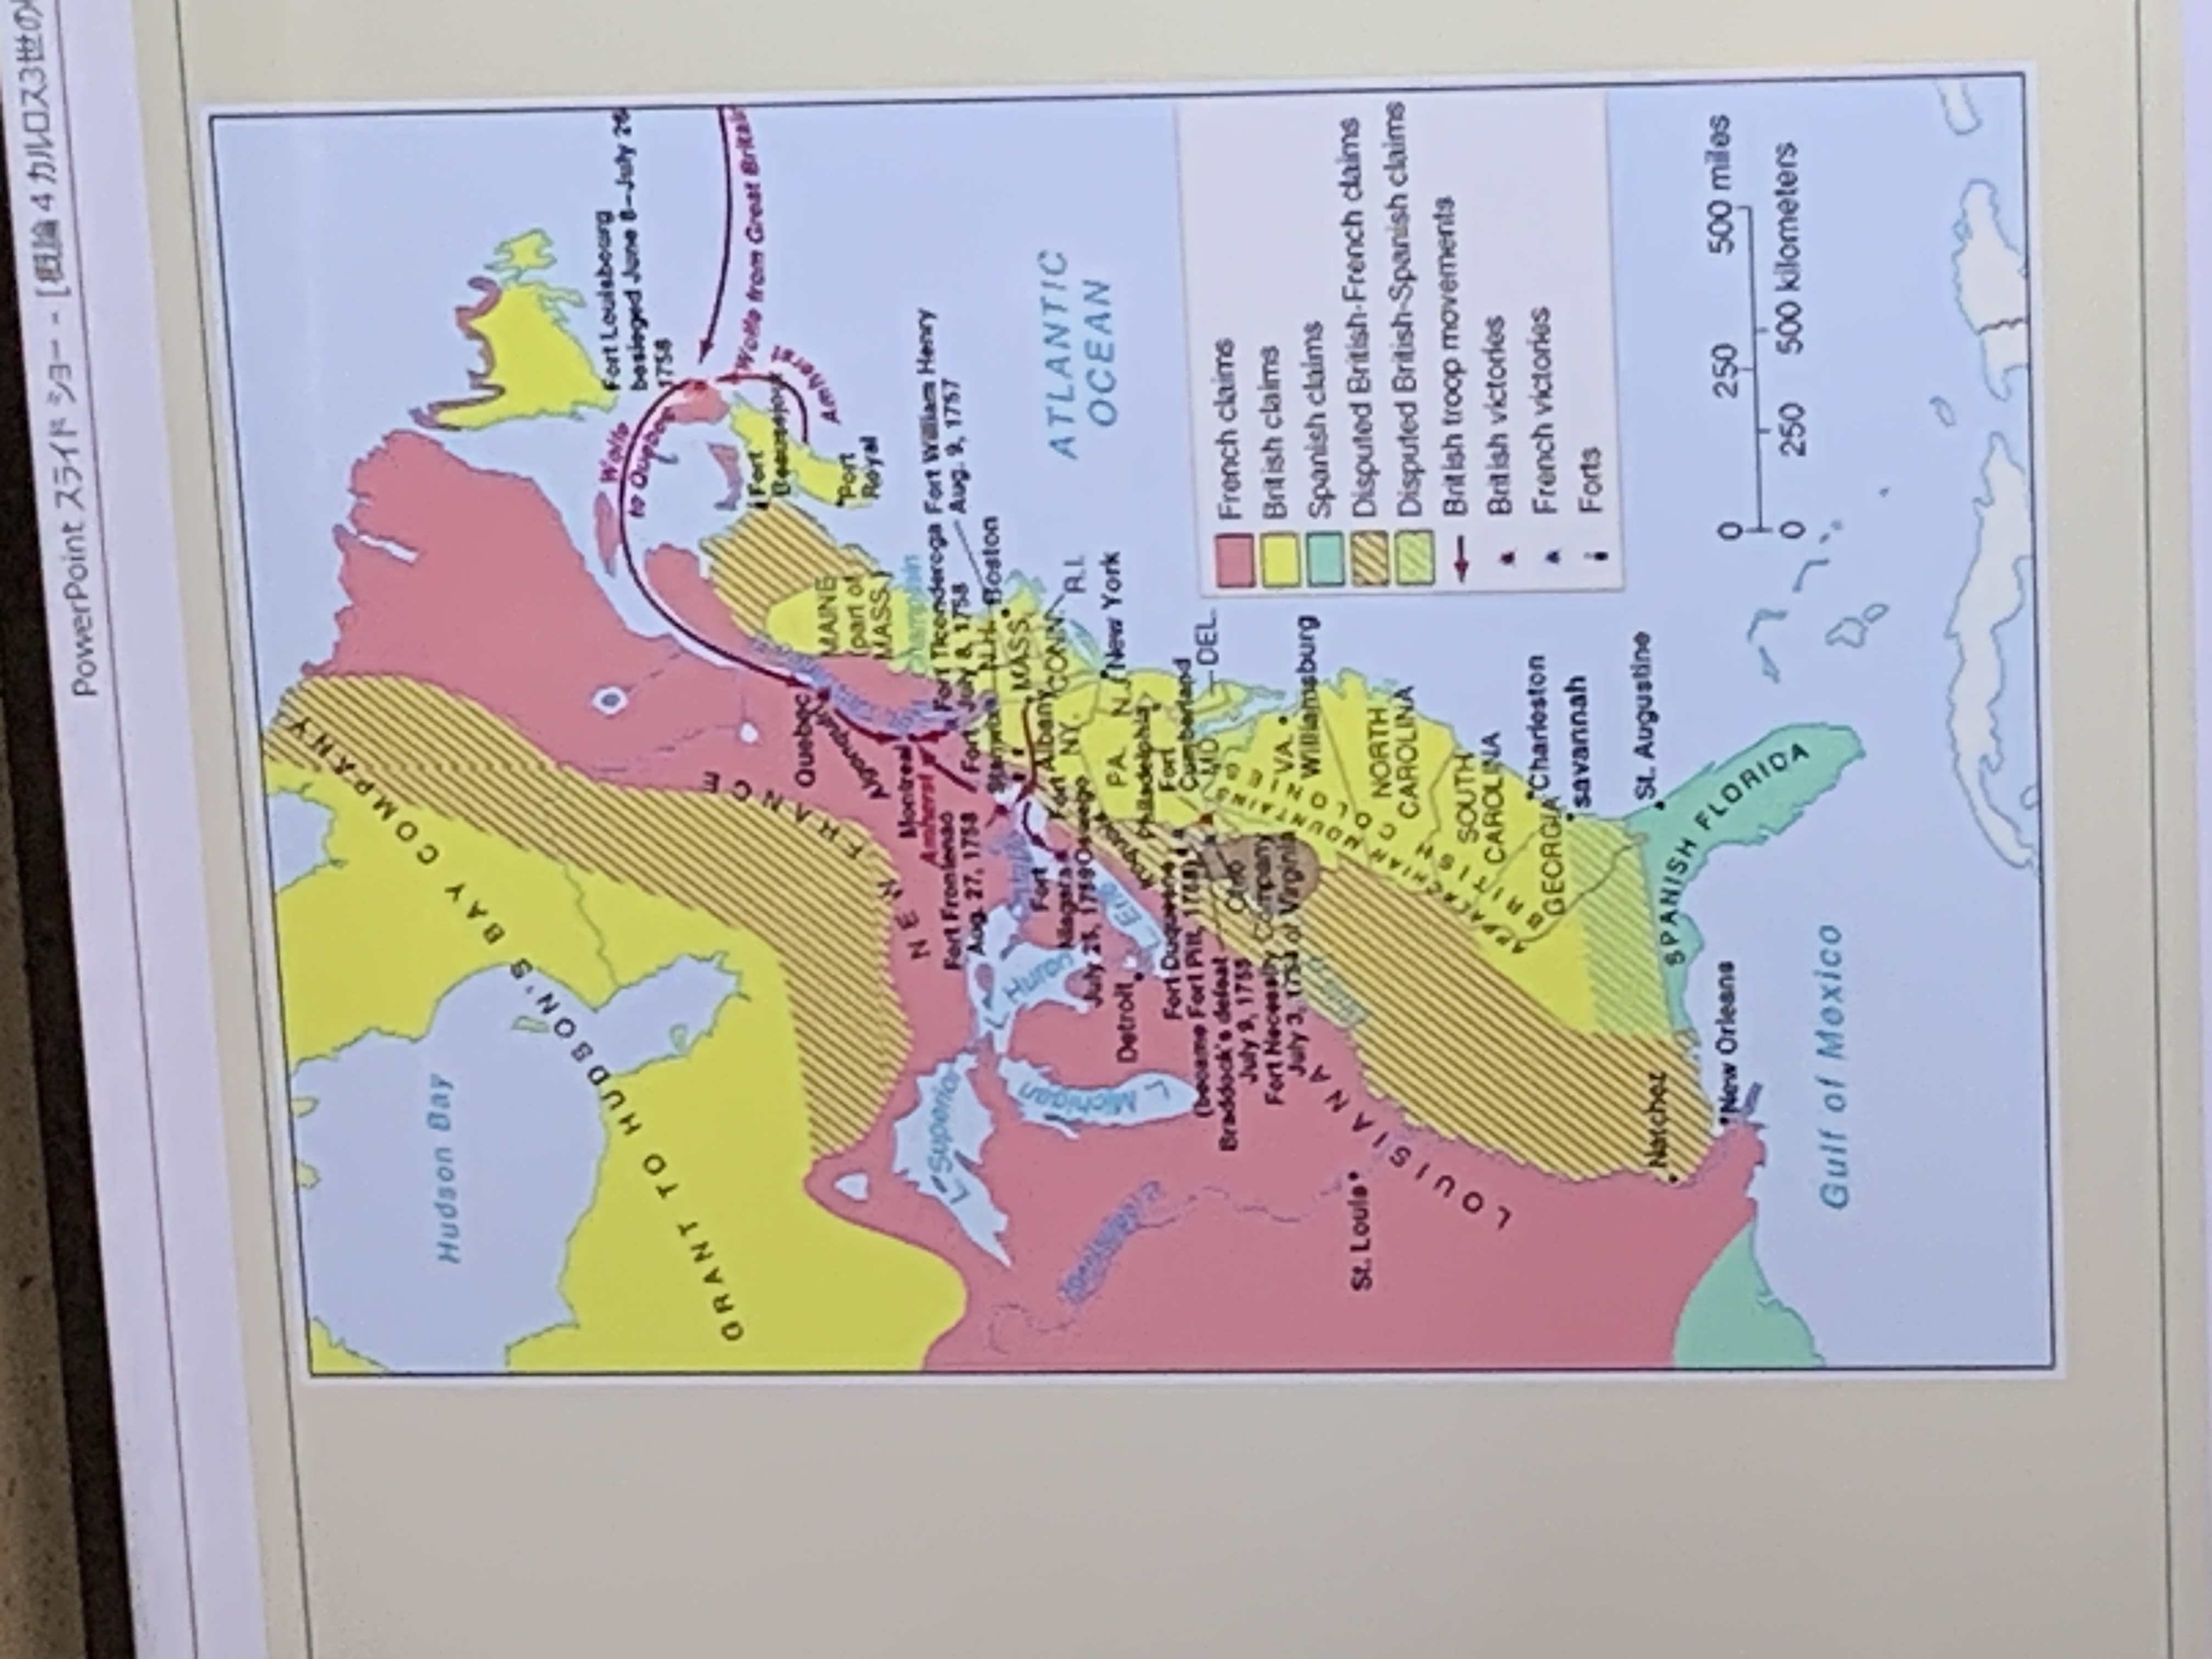 PowerPoint スライド ショー - [概論 4 カルロス3世の
GRANT TO HUDSON'S BAY COMPANY
Hudson Bay
Wolfe
to Quebec
Fort Louisbourg
besieged June 8-July 26
1758
Wolfe from Great Britain
Amherst
Fort
Beausejour
Port
Royal
NEW FRANCE
Quebec
Algonquin
MAINE
(part of
MASS.)
Montreal
Amherst
Champlain
Fort Frontenac
Aug. 27, 1758
Fort Ticonderoga
July 8, 1758
Fort William Henry
Aug. 9, 1757
Fort
Stanwix
N.H.
Boston
MASS.
L. Superior
L. Huron
L. Michigan
Ontario
L. Erie
Fort
Niagara
July 25, 1759
Fort
Oswego
Albany
N.Y.
CONN.
R.I.
ATLANTIC
OCEAN
Mississippi R.
Detroit
Iroquois
PA.
N.J.
New York
Philadelphia
Fort Duquesne
(became Fort Pitt, 1758)
Fort
Cumberland
MD.
DEL.
Braddock's defeat
July 9, 1755
Fort Necessity
July 3, 1754
Ohio
Company
of Virginia
VA.
Williamsburg
APPALACHIAN MOUNTAINS
BRITISH COLONIES
St. Louis
LOUISIANA
NORTH
CAROLINA
SOUTH
CAROLINA
GEORGIA
Charleston
savannah
Natchez
St. Augustine
SPANISH FLORIDA
New Orleans
Gulf of Mexico
French claims
British claims
Spanish claims
Disputed British-French claims
Disputed British-Spanish claims
British troop movements
British victories
French victories
Forts
0 250 500 miles
0 250 500 kilometers